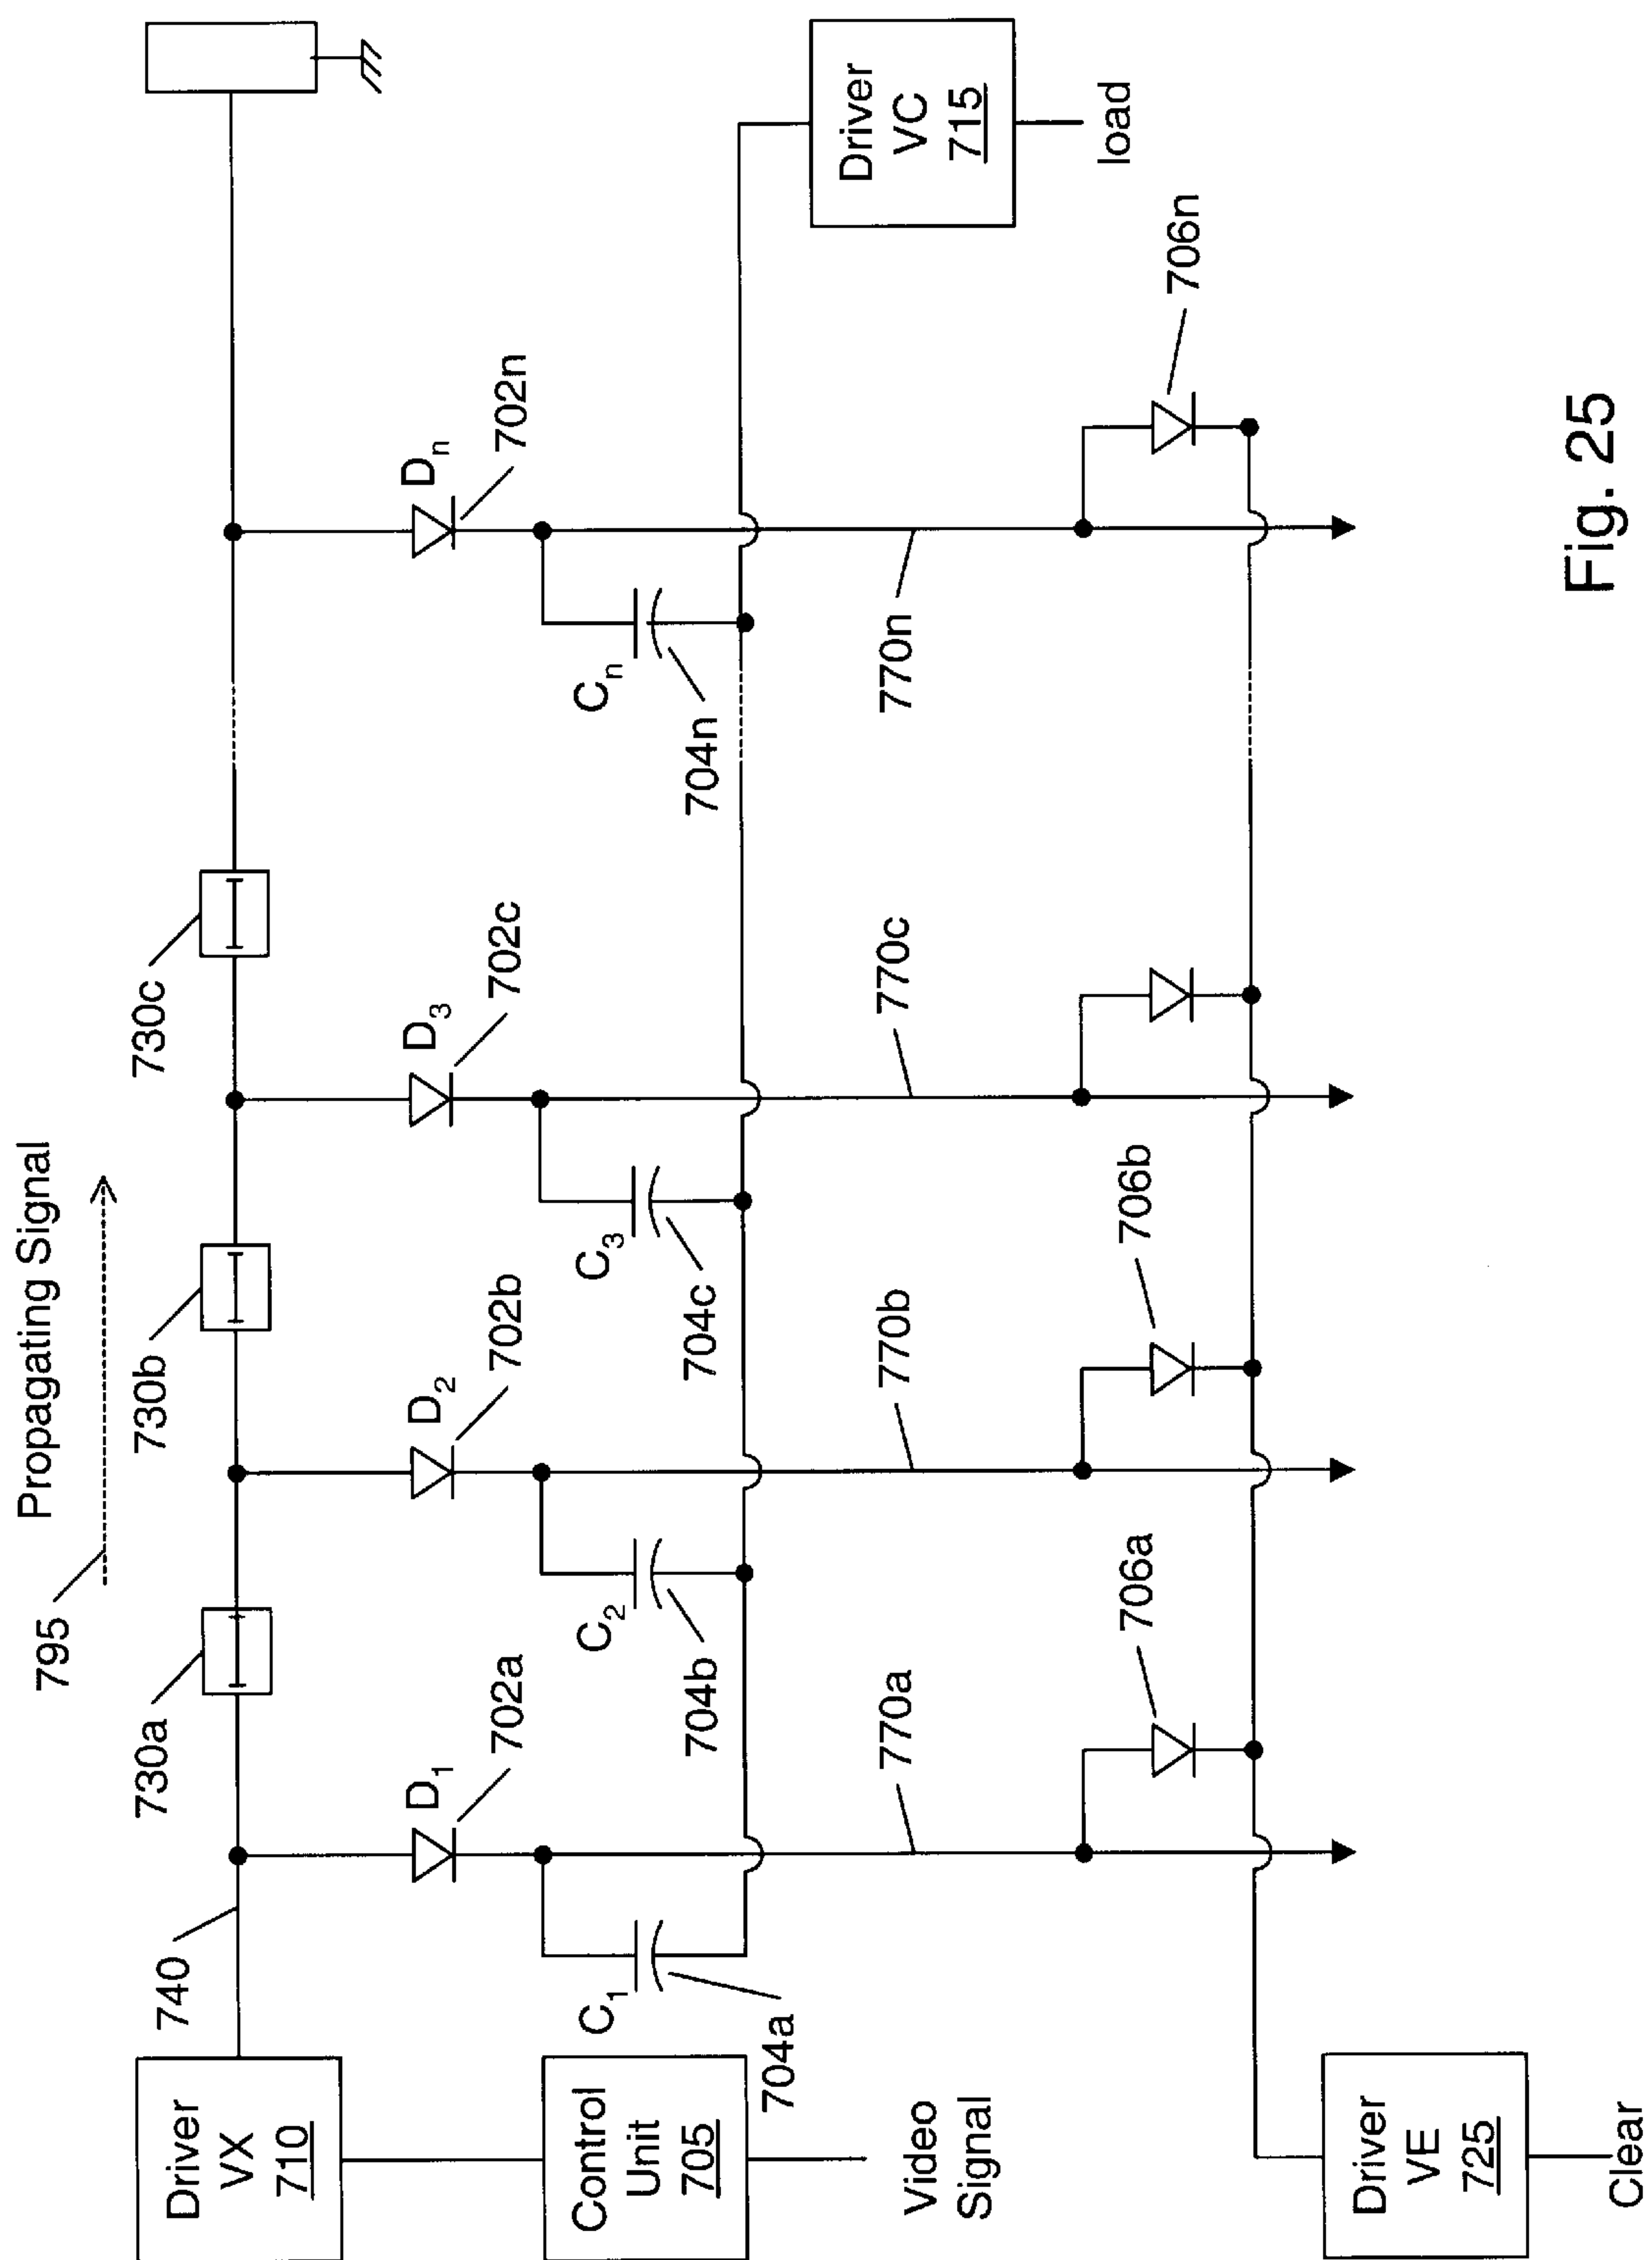 Propagating Signal
795
730a
730b
730c
740
Driver
VX
710
D1
702a
D2
702b
D3
702c
Dn
702n
Control
Unit
705
Video
Signal
C1
704a
C2
704b
C3
704c
Cn
704n
Driver
VC
715
load
770a
770b
770c
770n
706a
706b
706n
Driver
VE
725
Clear
Fig. 25